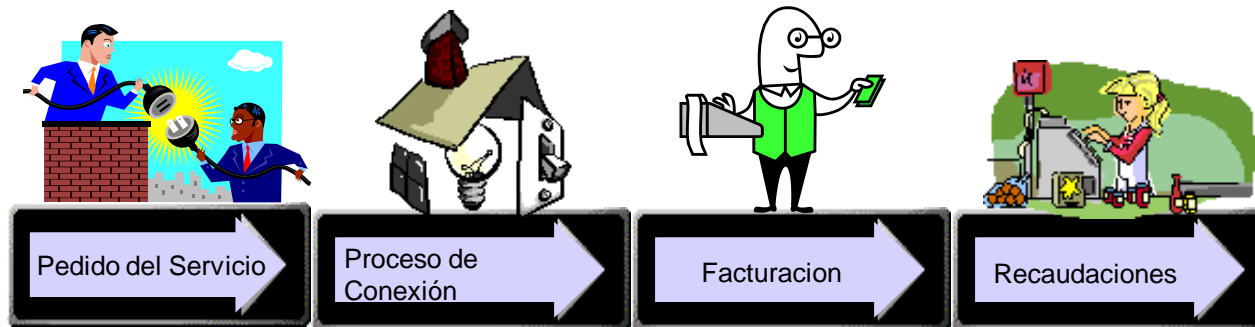 Pedido del Servicio
Proceso de
Conexión
Facturacion
Recaudaciones